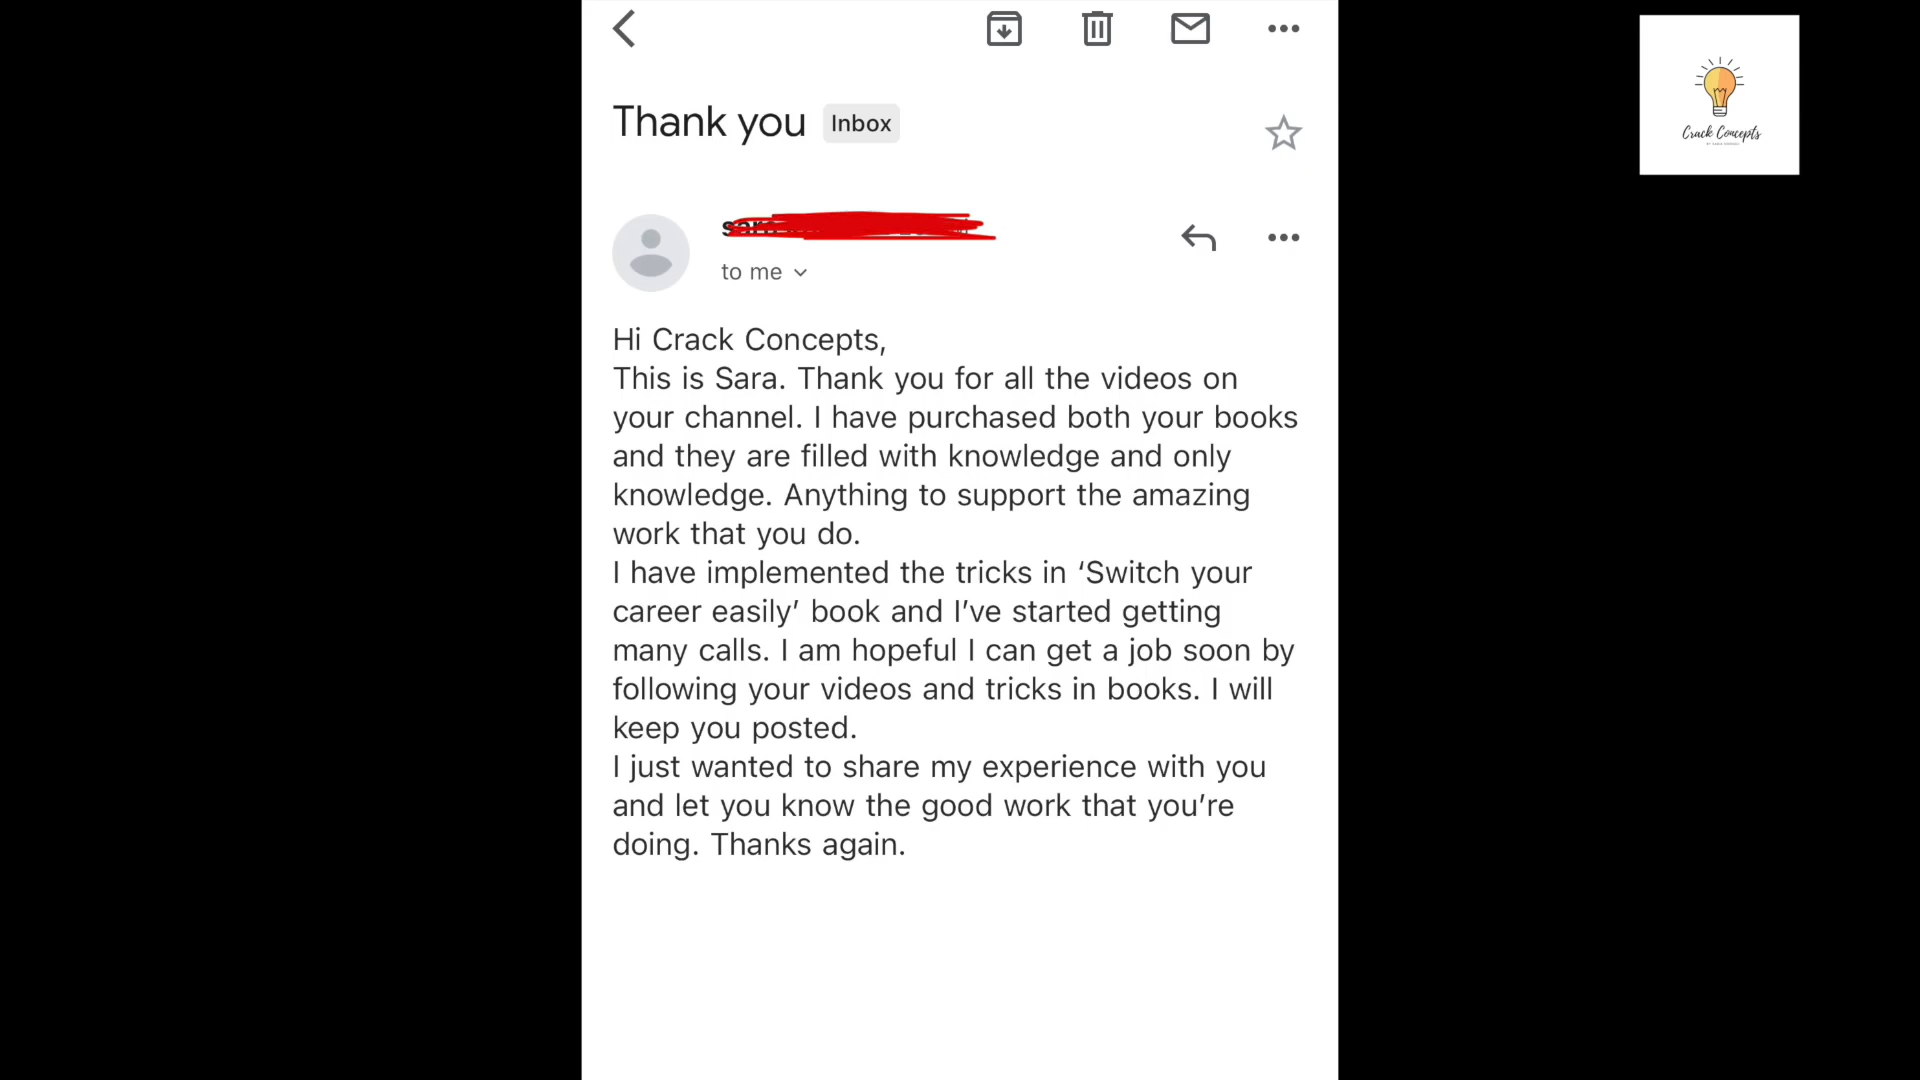 Thank you Inbox
to me
Hi Crack Concepts,
This is Sara. Thank you for all the videos on
your channel. I have purchased both your books
and they are filled with knowledge and only
knowledge. Anything to support the amazing
work that you do.
I have implemented the tricks in ‘Switch your
career easily’ book and I’ve started getting
many calls. I am hopeful I can get a job soon by
following your videos and tricks in books. I will
keep you posted.
I just wanted to share my experience with you
and let you know the good work that you’re
doing. Thanks again.
Crack Concepts